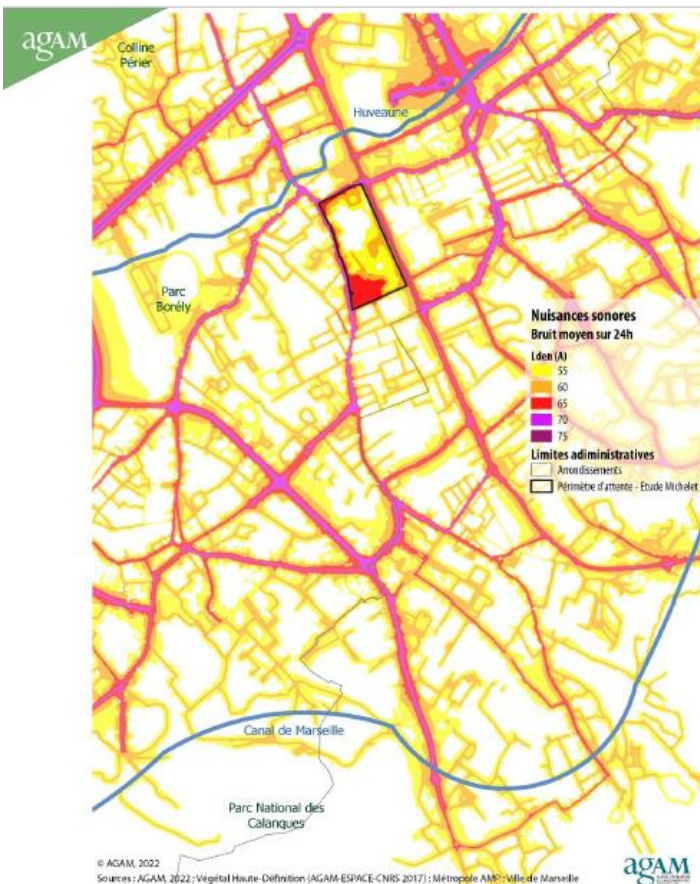 agAM
Colline
Périer
Huveaune
Parc
Borély
Nuisances sonores
Bruit moyen sur 24h
Lden (A)
55
60
65
70
75
Limites adiministratives
Arrondissements
Périmètre d'attente - Etude Michelet
Canal de Marseille
Parc National des
Calanques
© AGAM, 2022
Sources : AGAM, 2022 ; Végétal Haute-Définition (AGAM-ESPACE-CNRS 2017) ; Métropole AMP ; Ville de Marseille
agAM